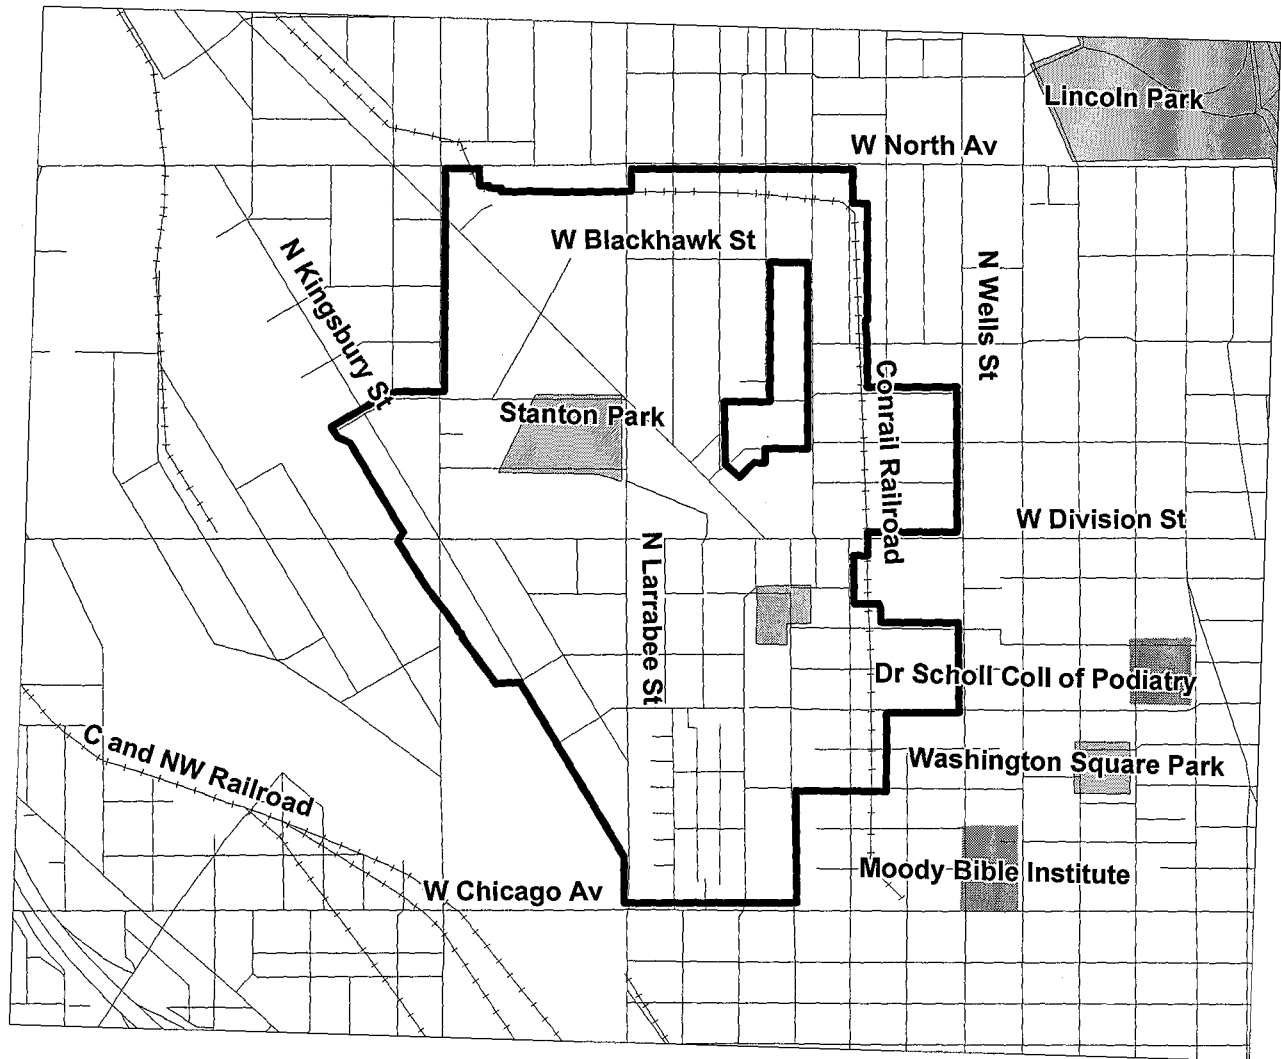 Lincoln Park
W North Av
W Blackhawk St
N Kingsbury St
N Wells St
Conrail Railroad
Stanton Park
W Division St
N Larrabee St
Dr Scholl Coll of Podiatry
C and NW Railroad
Washington Square Park
Moody Bible Institute
W Chicago Av